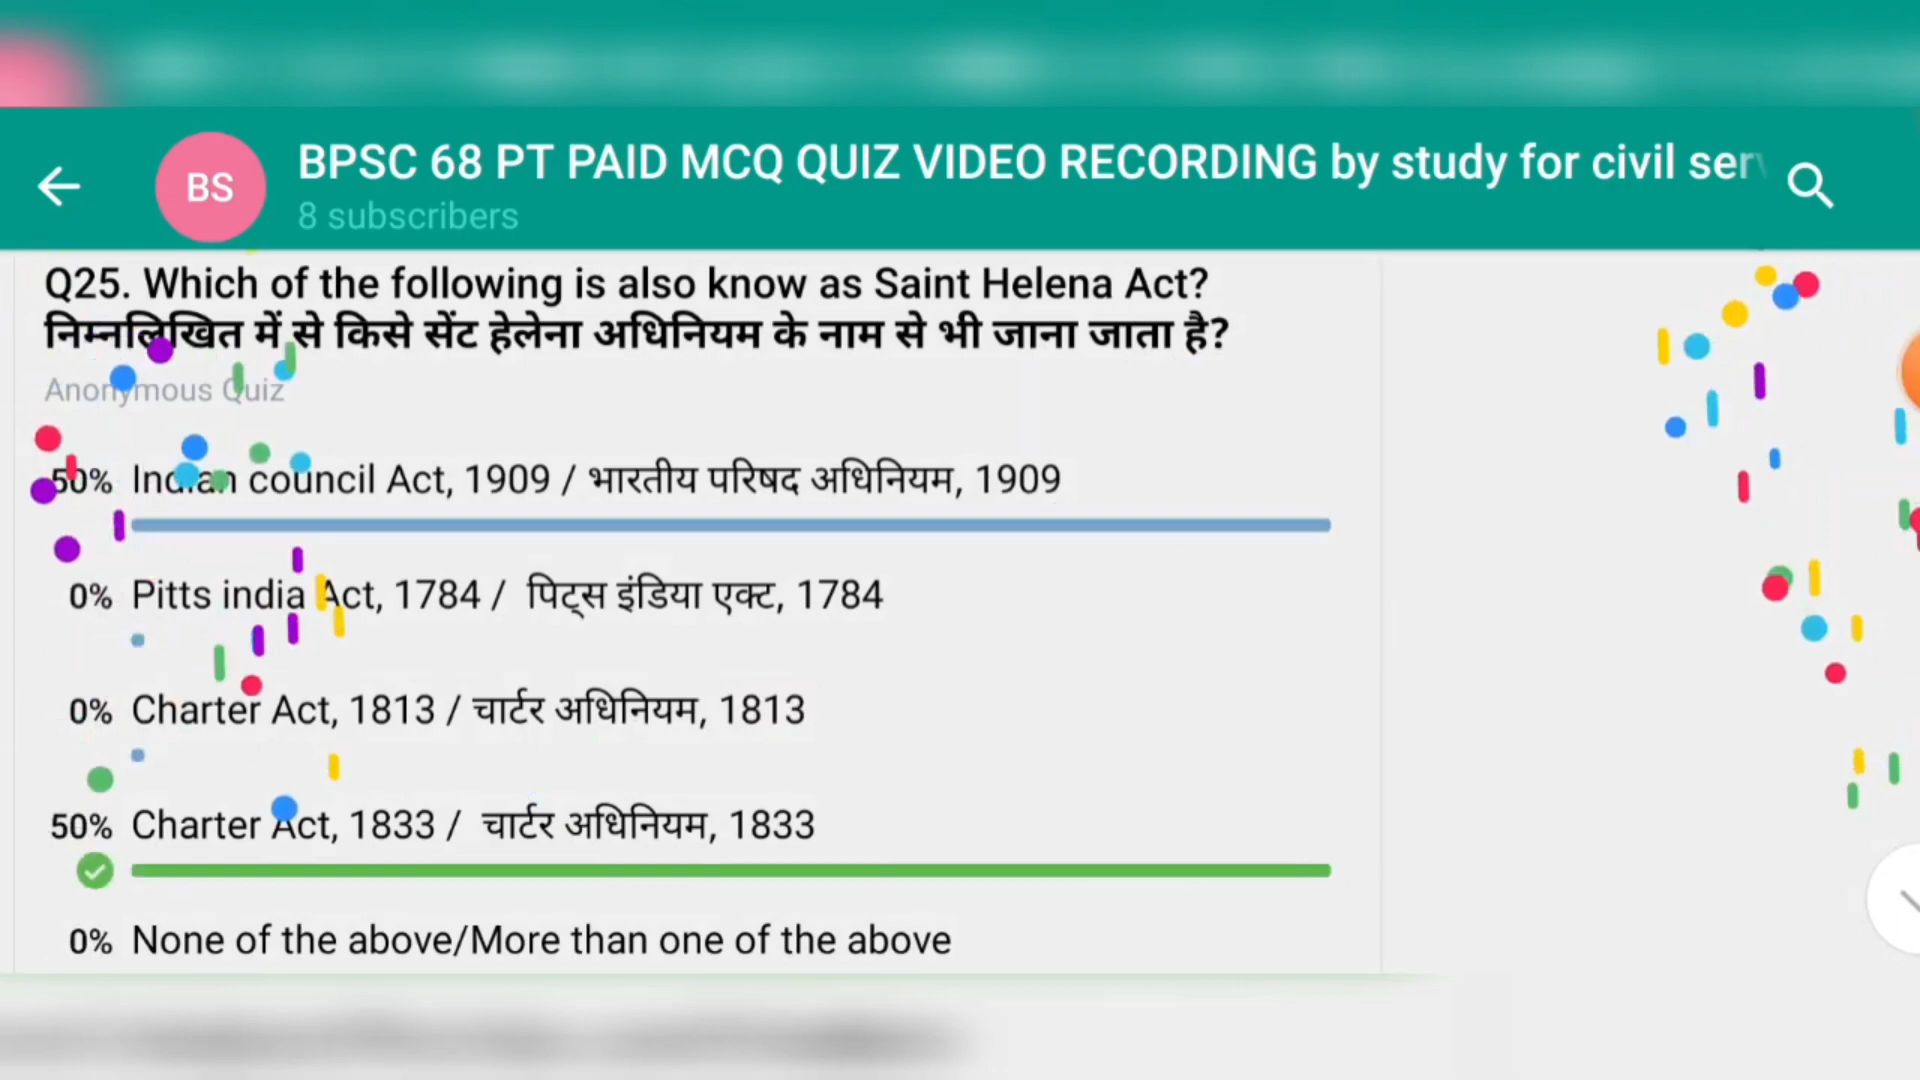 BS
BPSC 68 PT PAID MCQ QUIZ VIDEO RECORDING by study for civil serv
8 subscribers
Q25. Which of the following is also know as Saint Helena Act?
निम्नलिखित में से किसे सेंट हेलेना अधिनियम के नाम से भी जाना जाता है?
Anonymous Quiz
50% Indian council Act, 1909 / भारतीय परिषद अधिनियम, 1909
0% Pitts india Act, 1784 / पिट्स इंडिया एक्ट, 1784
0% Charter Act, 1813 / चार्टर अधिनियम, 1813
50% Charter Act, 1833 / चार्टर अधिनियम, 1833
0% None of the above/More than one of the above